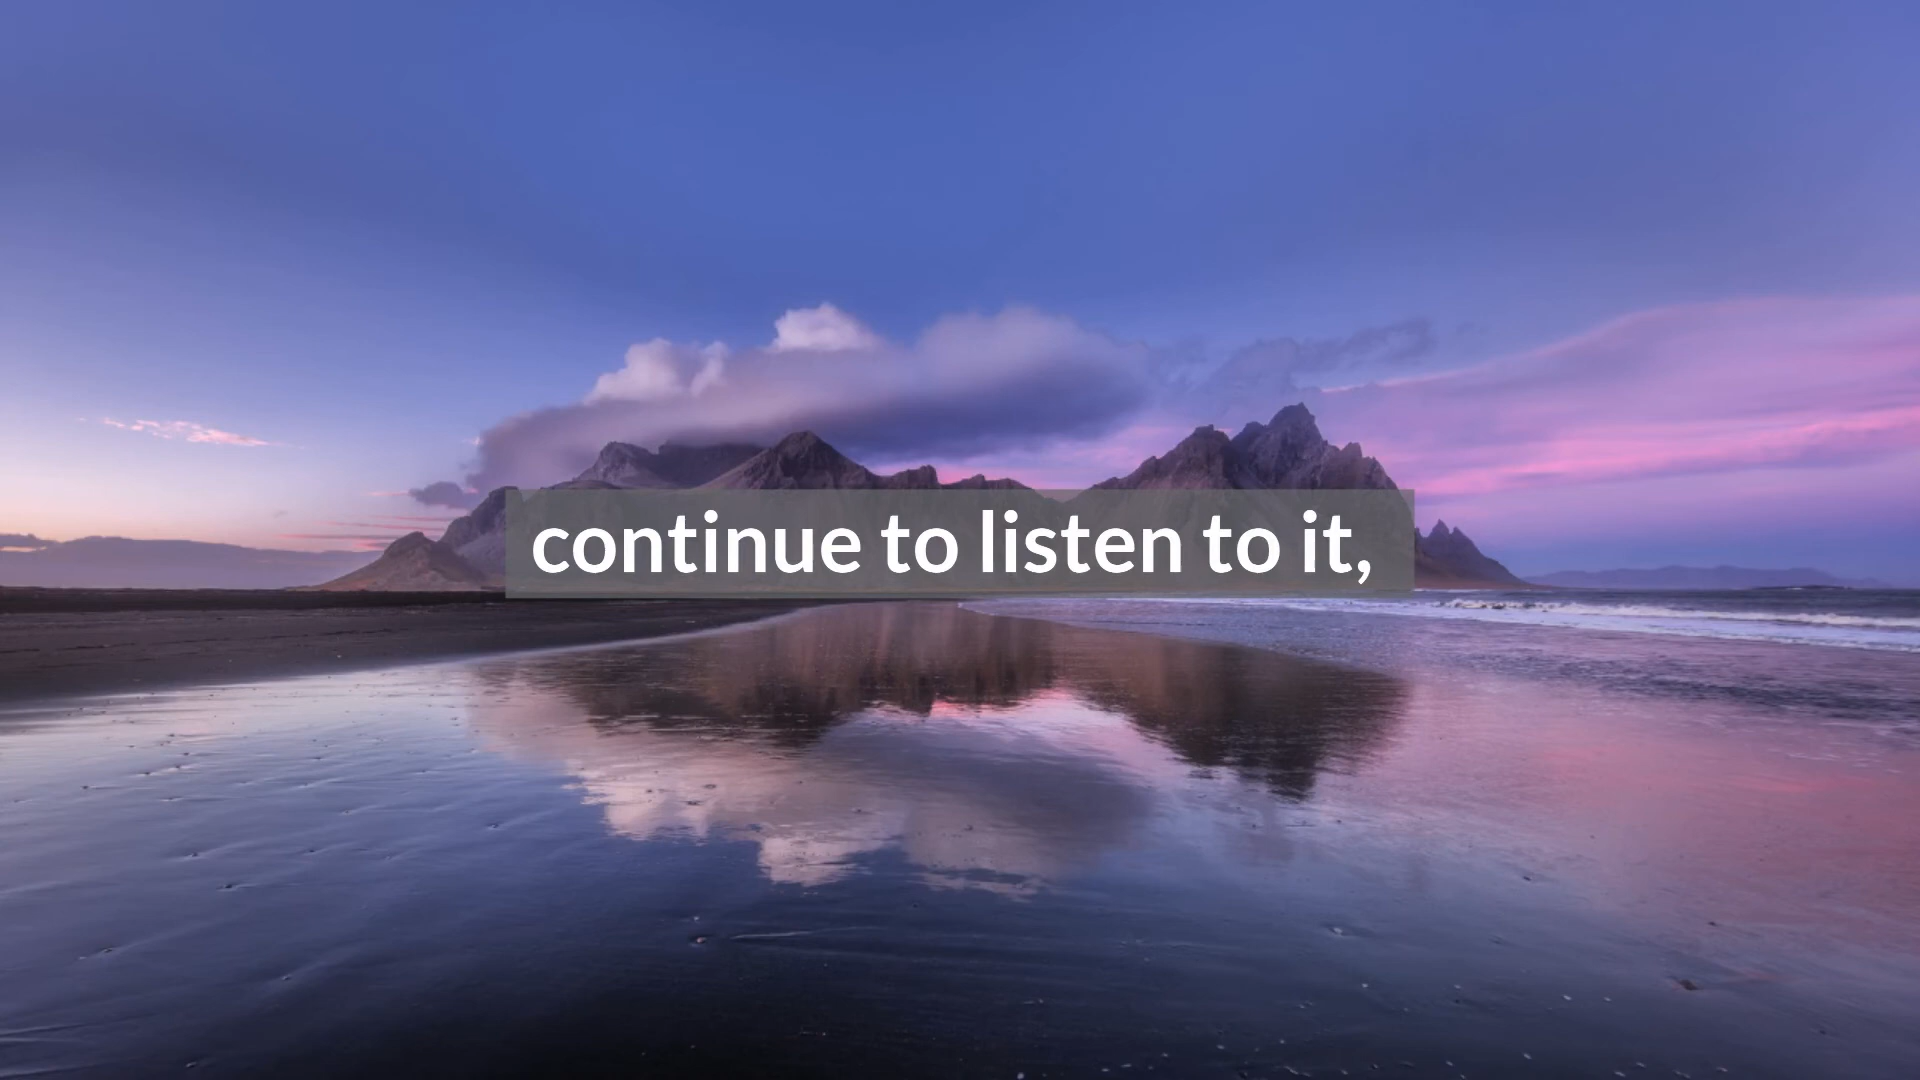 continue to listen to it,